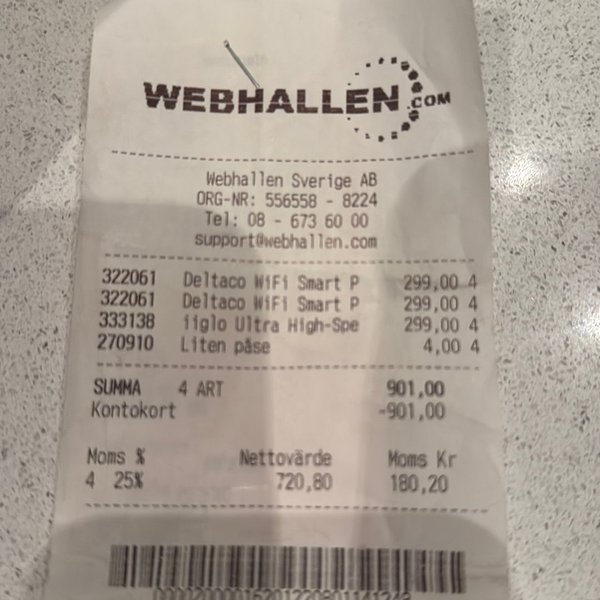 WEBHALLEN.COM
Webhallen Sverige AB
ORG-NR: 556558 - 8224
Tel: 08 - 673 60 00
support@webhallen.com
322061 Deltaco WiFi Smart P 299,00 4
322061 Deltaco WiFi Smart P 299,00 4
333138 iiglo Ultra High-Spe 299,00 4
270910 Liten påse 4,00 4
SUMMA 4 ART 901,00
Kontokort -901,00
Moms % Nettovärde Moms Kr
4 25% 720,80 180,20